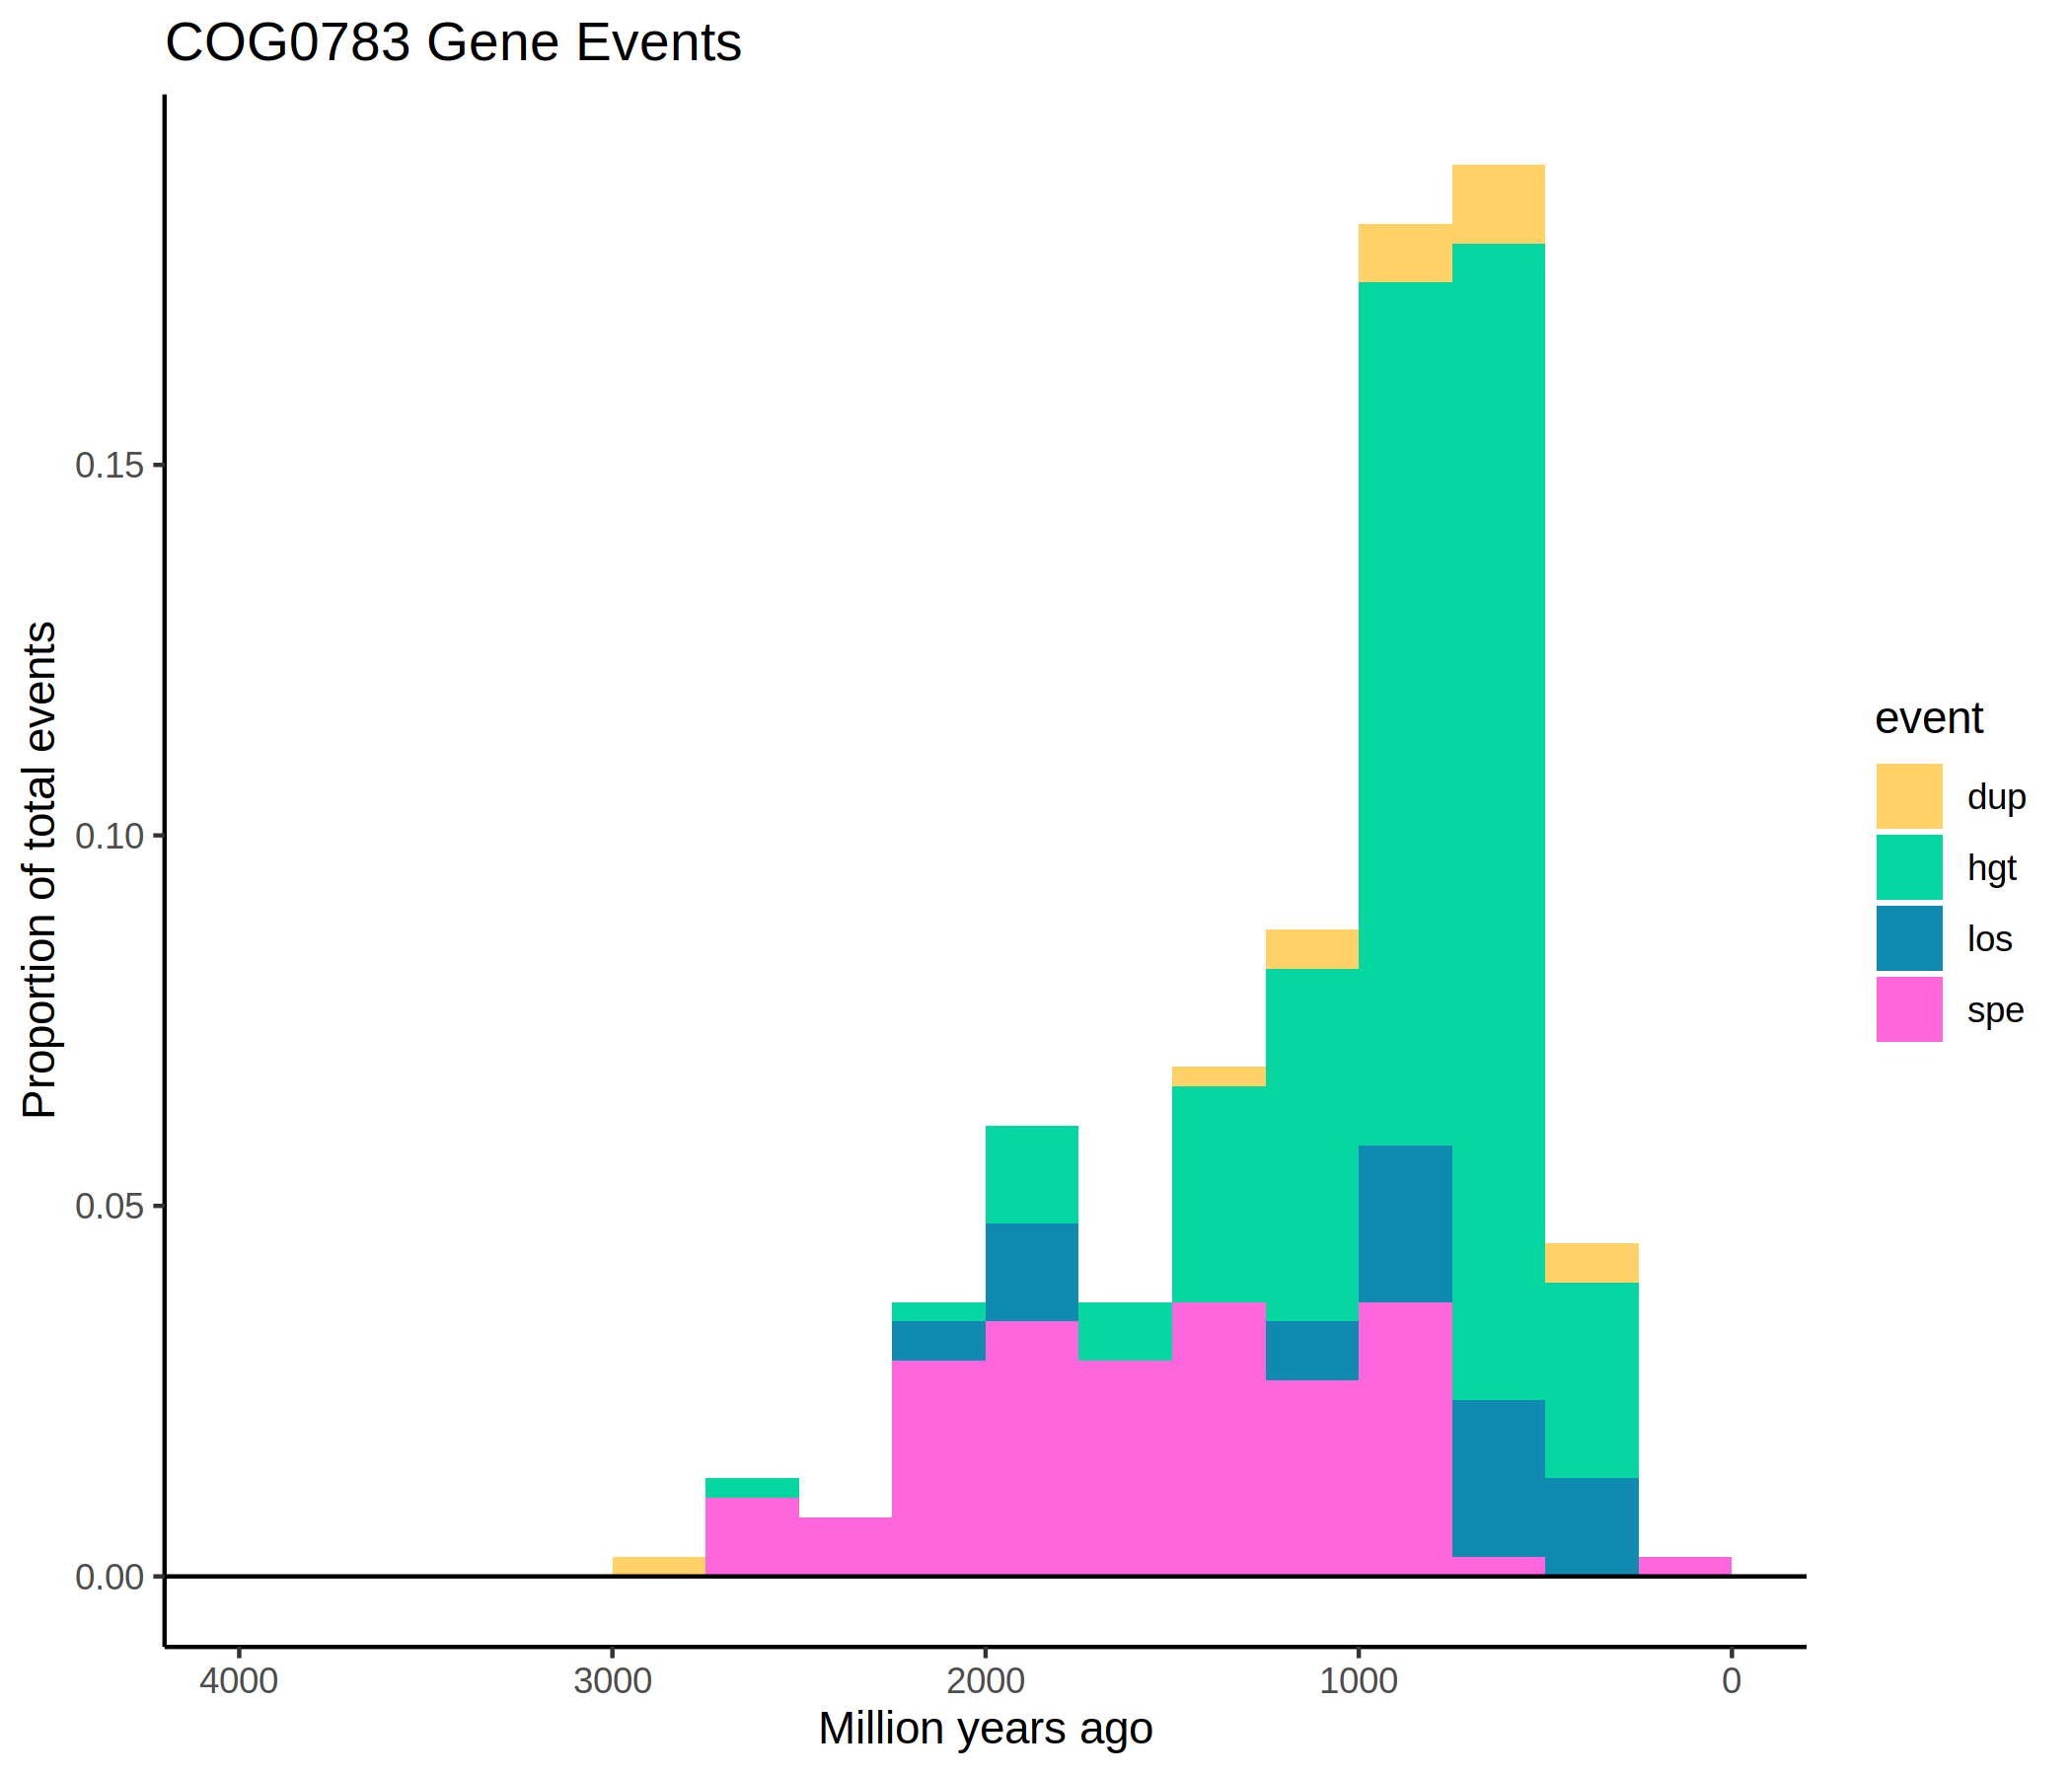 COG0783 Gene Events
Proportion of total events
0.15
0.10
0.05
0.00
4000
3000
2000
1000
0
Million years ago
event
dup
hgt
los
spe